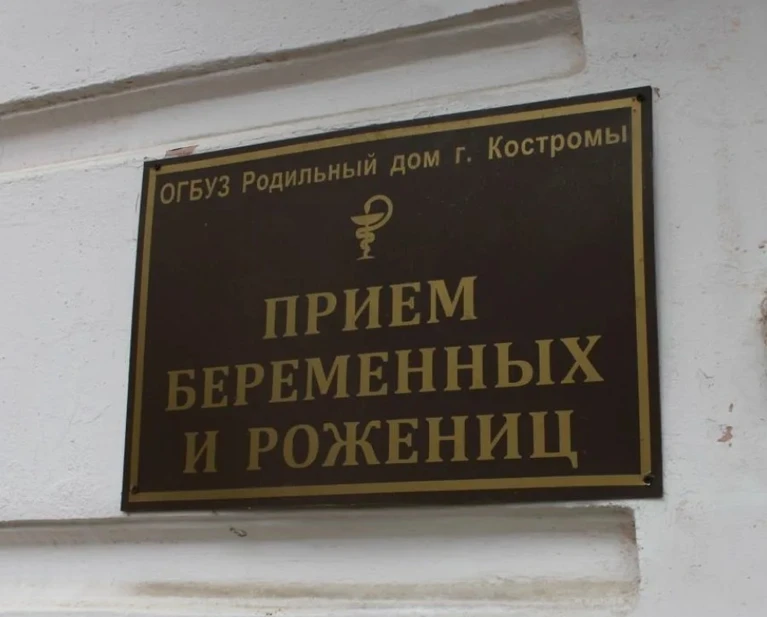 ОГБУЗ Родильный дом г. Костромы
ПРИЕМ
БЕРЕМЕННЫХ
И РОЖЕНИЦ